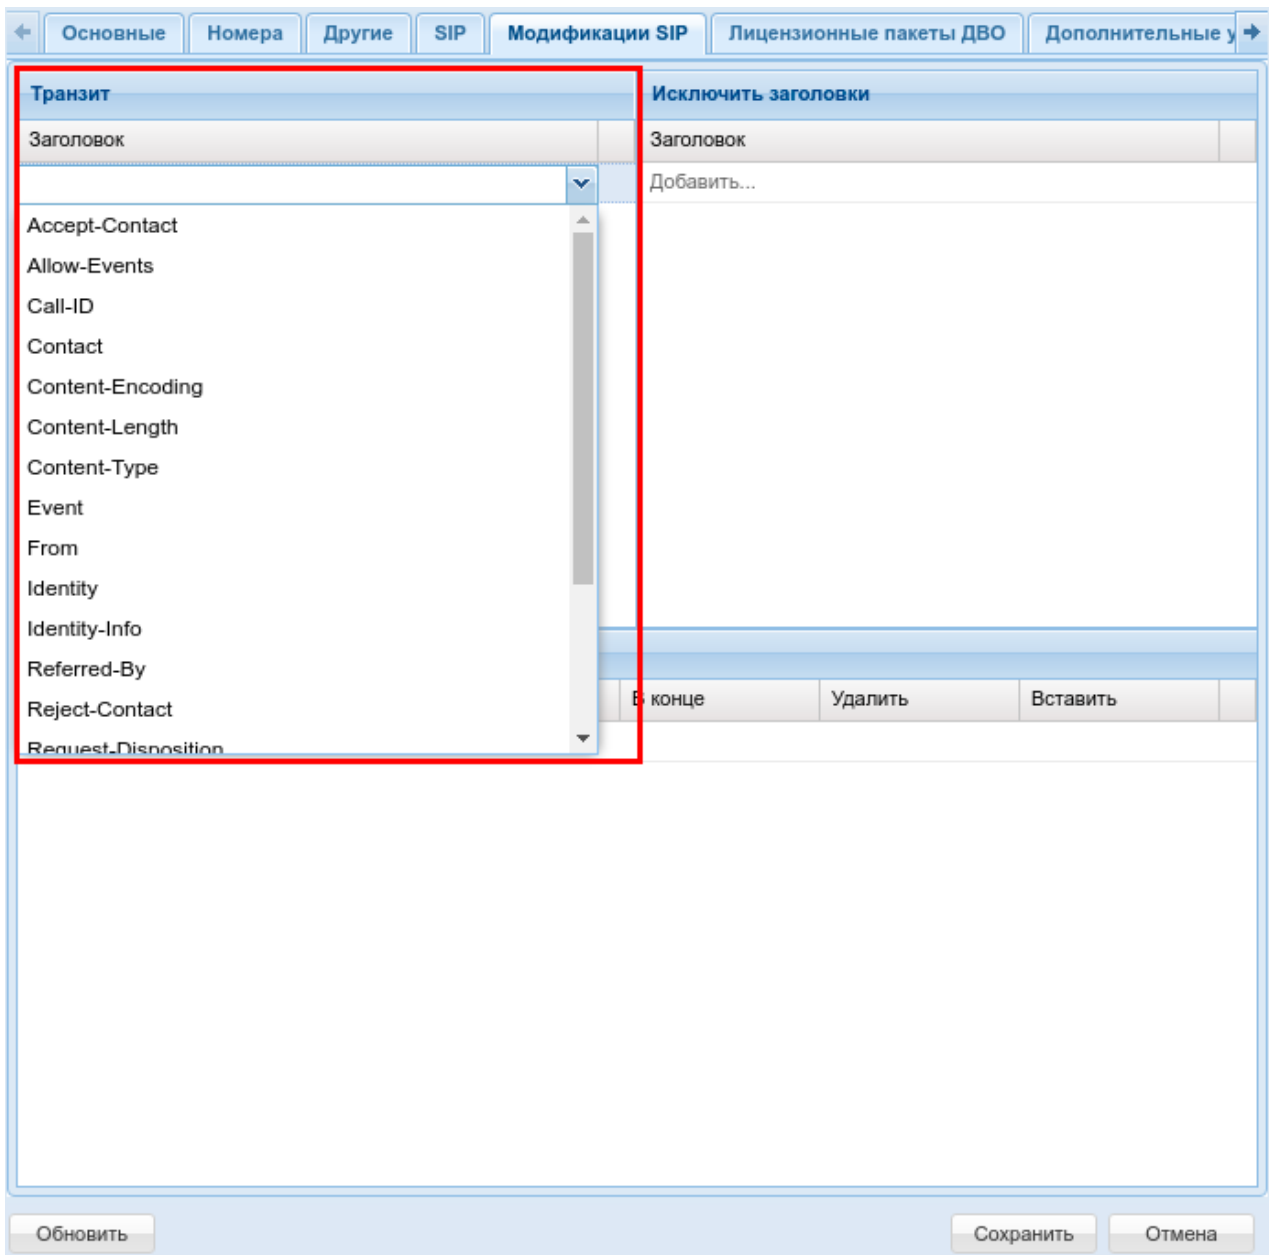 Основные Номера Другие SIP Модификации SIP Лицензионные пакеты ДВО Дополнительные у
Транзит Исключить заголовки
Заголовок Заголовок
Добавить...
Accept-Contact
Allow-Events
Call-ID
Contact
Content-Encoding
Content-Length
Content-Type
Event
From
Identity
Identity-Info
Referred-By
Reject-Contact
В конце Удалить Вставить
Request-Disposition
Обновить Сохранить Отмена